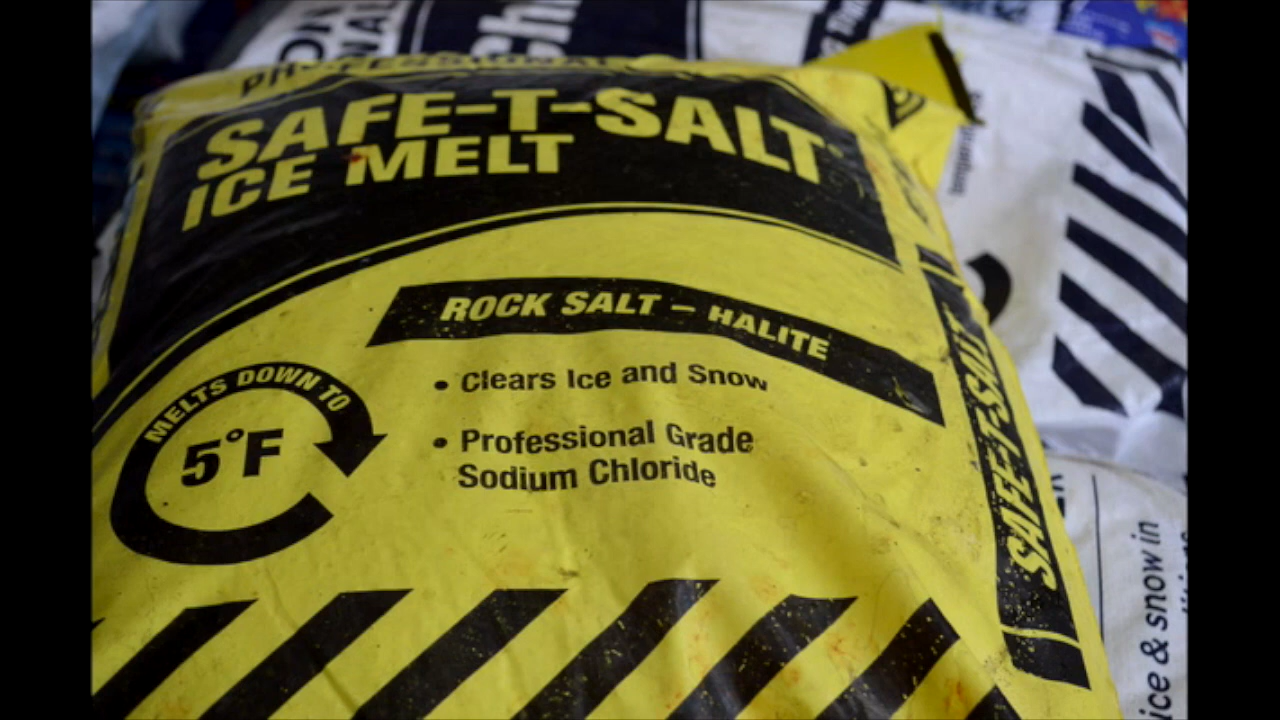 PROFESSIONAL
SAFE-T-SALT
ICE MELT
ROCK SALT – HALITE
MELTS DOWN TO
5°F
• Clears Ice and Snow
• Professional Grade
Sodium Chloride
SAFE-T-SALT
ice & snow in